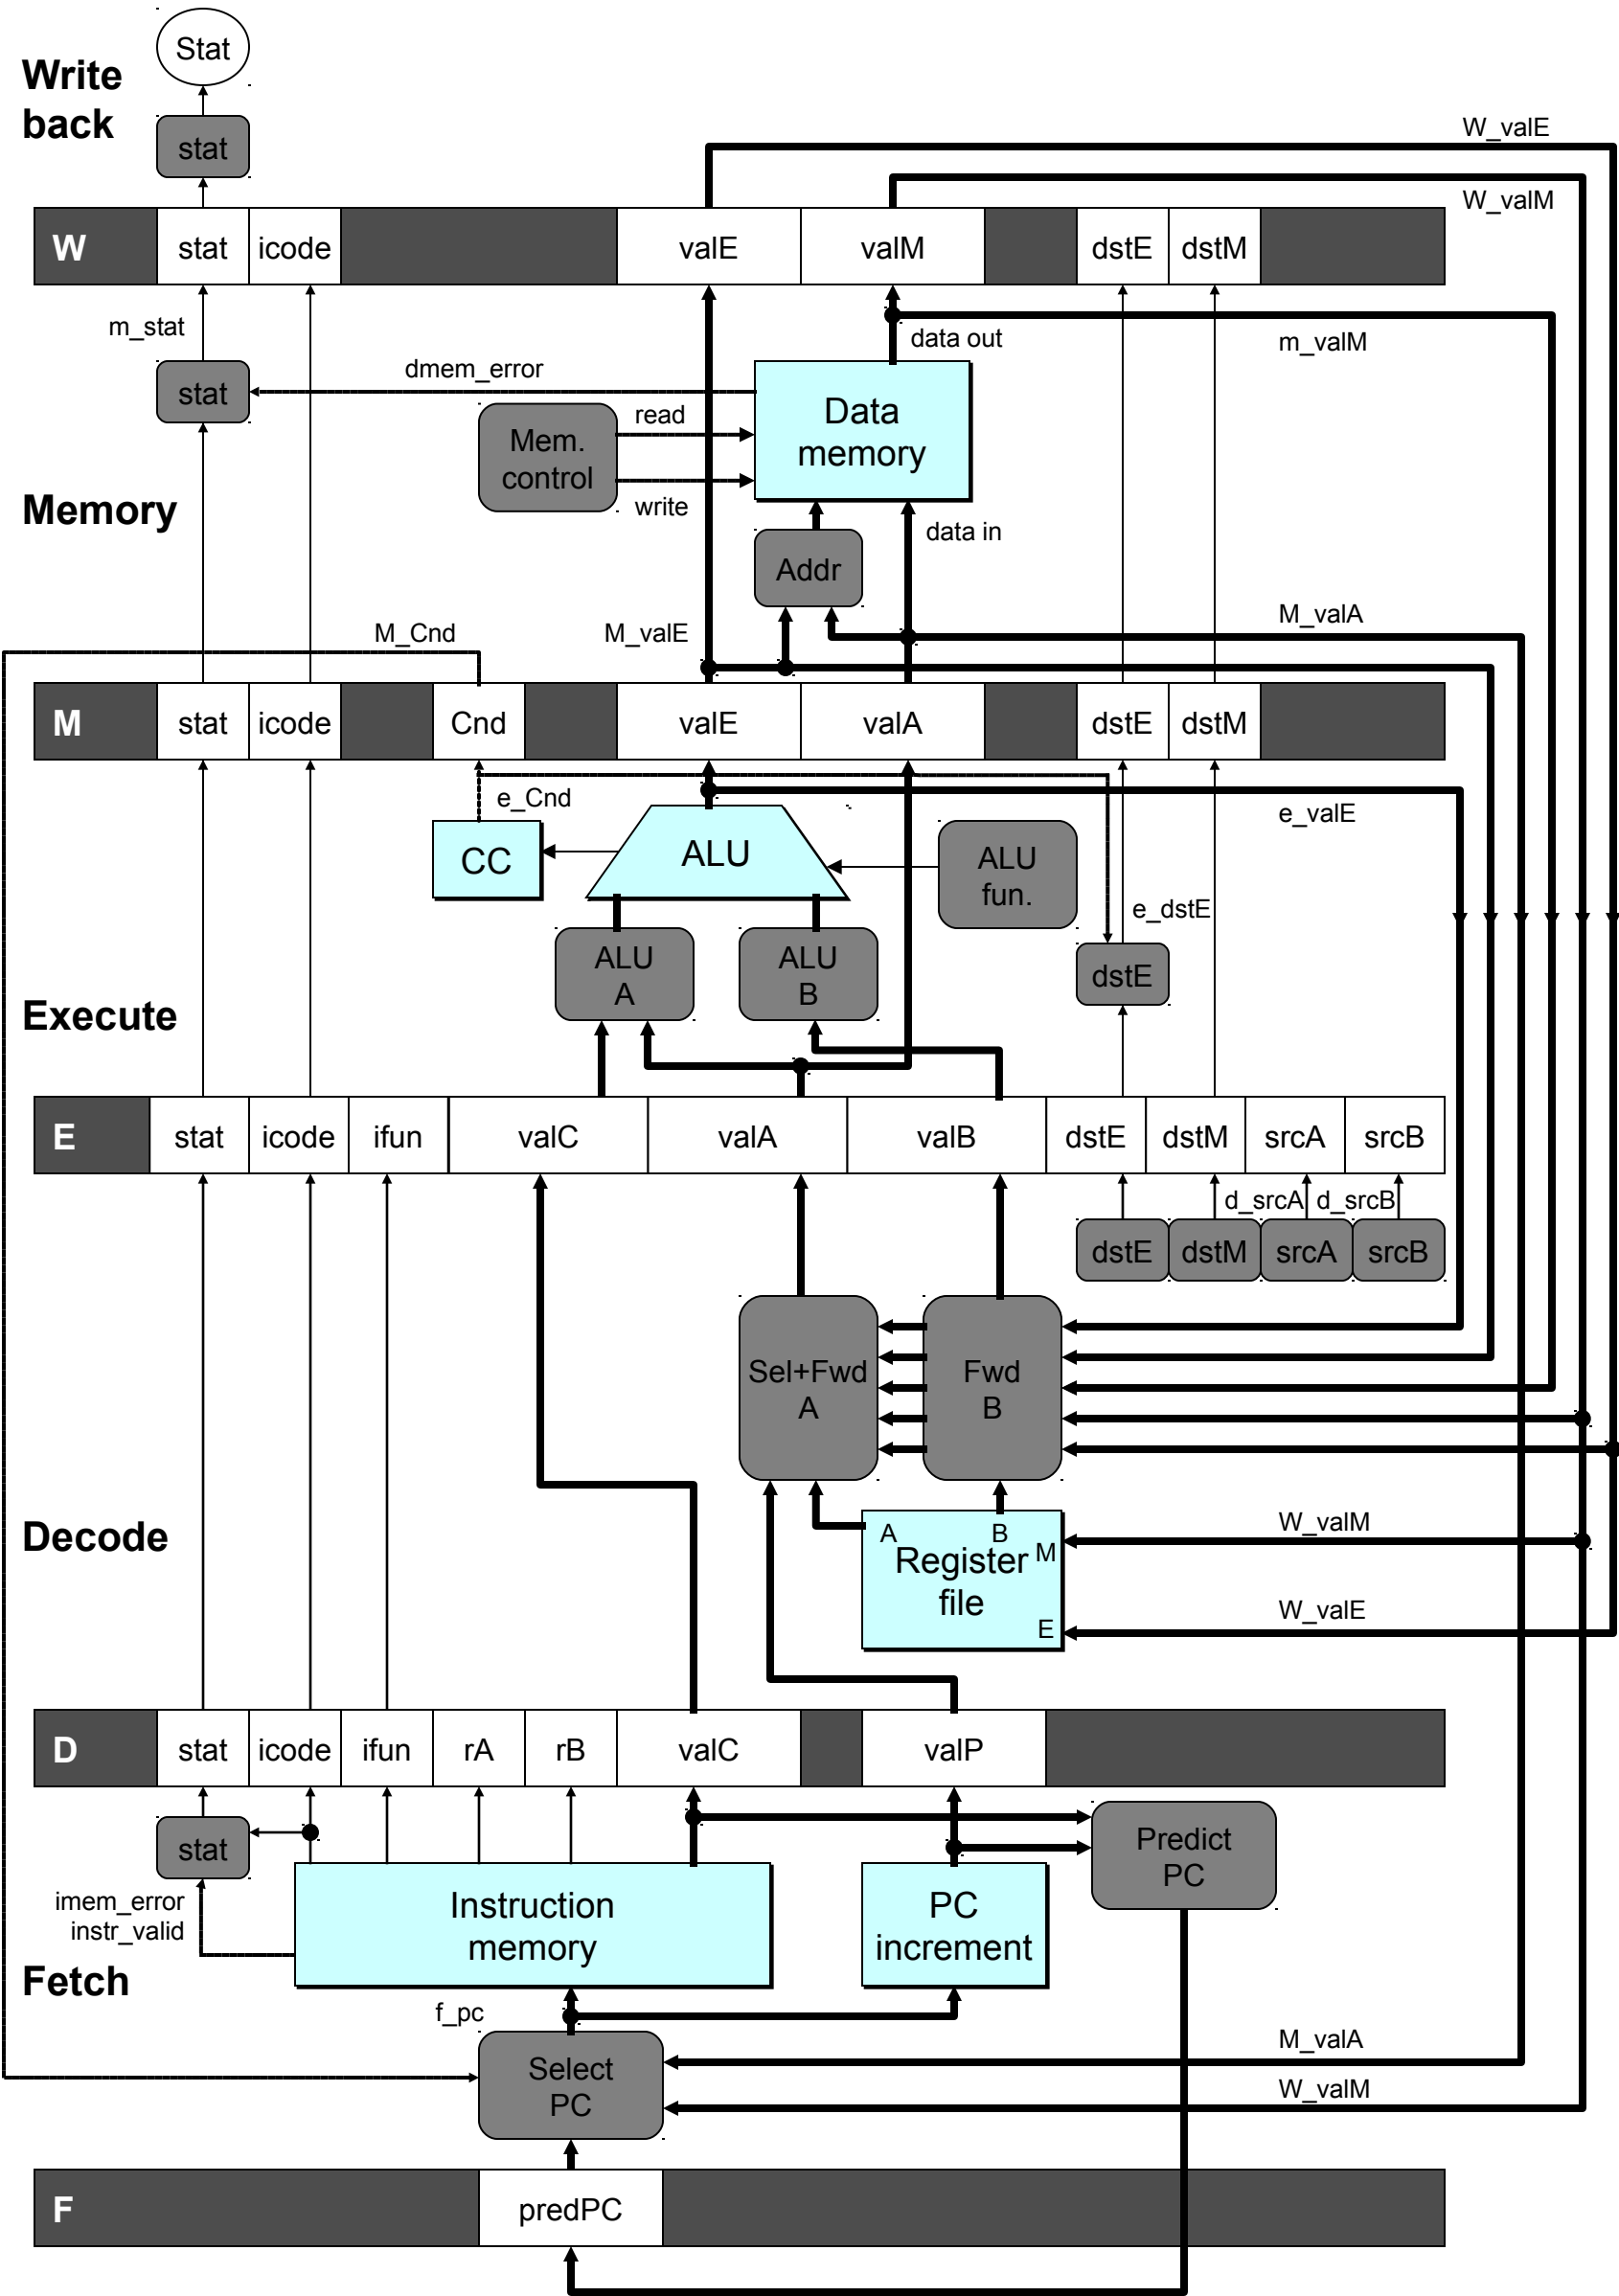 Stat
Write
back
stat
W_valE
W_valM
W
stat
icode
valE
valM
dstE
dstM
m_stat
data out
m_valM
stat
dmem_error
Mem.
control
read
write
Data
memory
Memory
data in
Addr
M_Cnd
M_valE
M_valA
M
stat
icode
Cnd
valE
valA
dstE
dstM
e_Cnd
e_valE
CC
ALU
ALU
fun.
e_dstE
ALU
A
ALU
B
dstE
Execute
E
stat
icode
ifun
valC
valA
valB
dstE
dstM
srcA
srcB
d_srcA
d_srcB
dstE
dstM
srcA
srcB
Sel+Fwd
A
Fwd
B
Decode
A
B
M
Register
file
E
W_valM
W_valE
D
stat
icode
ifun
rA
rB
valC
valP
stat
Predict
PC
imem_error
instr_valid
Instruction
memory
PC
increment
Fetch
f_pc
Select
PC
M_valA
W_valM
F
predPC